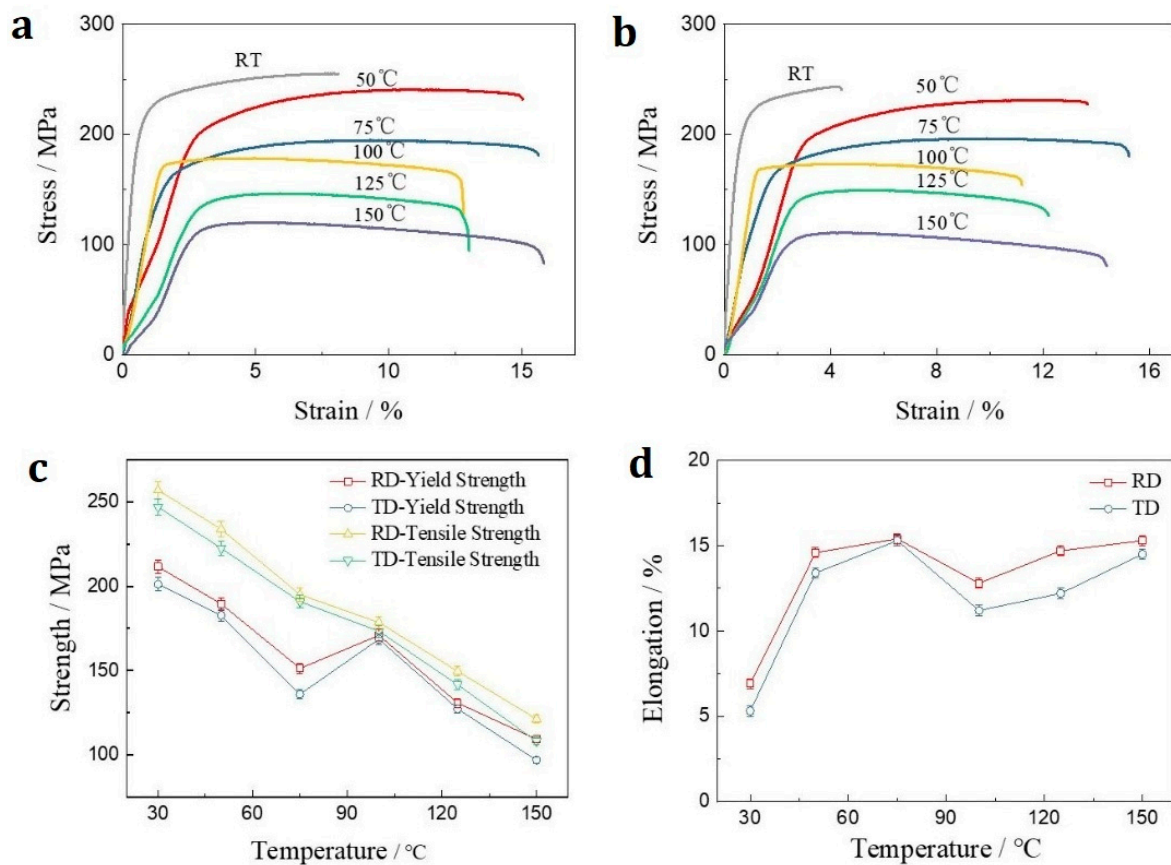 a
300
200
100
0
Stress / MPa
RT
50℃
75℃
100℃
125℃
150℃
0
5
10
15
Strain / %
b
300
200
100
0
Stress / MPa
RT
50℃
75℃
100℃
125℃
150℃
0
4
8
12
16
Strain / %
c
250
200
150
100
Strength / MPa
RD-Yield Strength
TD-Yield Strength
RD-Tensile Strength
TD-Tensile Strength
30
60
90
120
150
Temperature / ℃
d
20
15
10
5
0
Elongation / %
RD
TD
30
60
90
120
150
Temperature / ℃